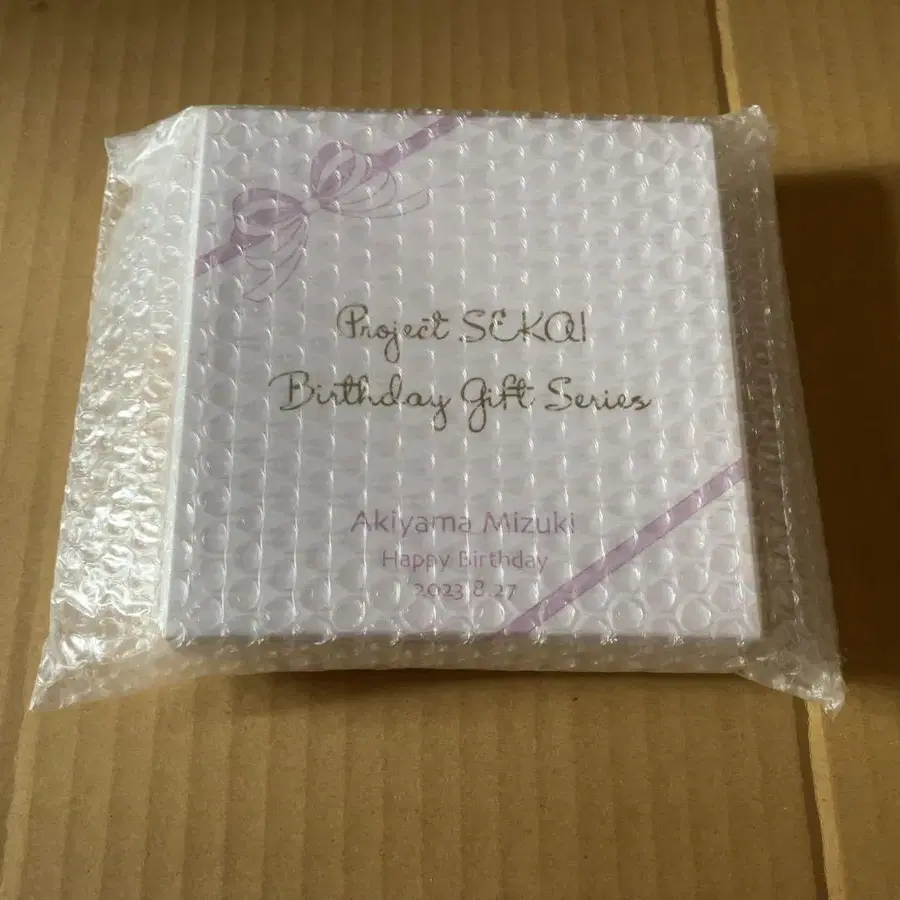 Project SEKAI
Birthday Gift Series
Akiyama Mizuki
Happy Birthday
2023.8.27